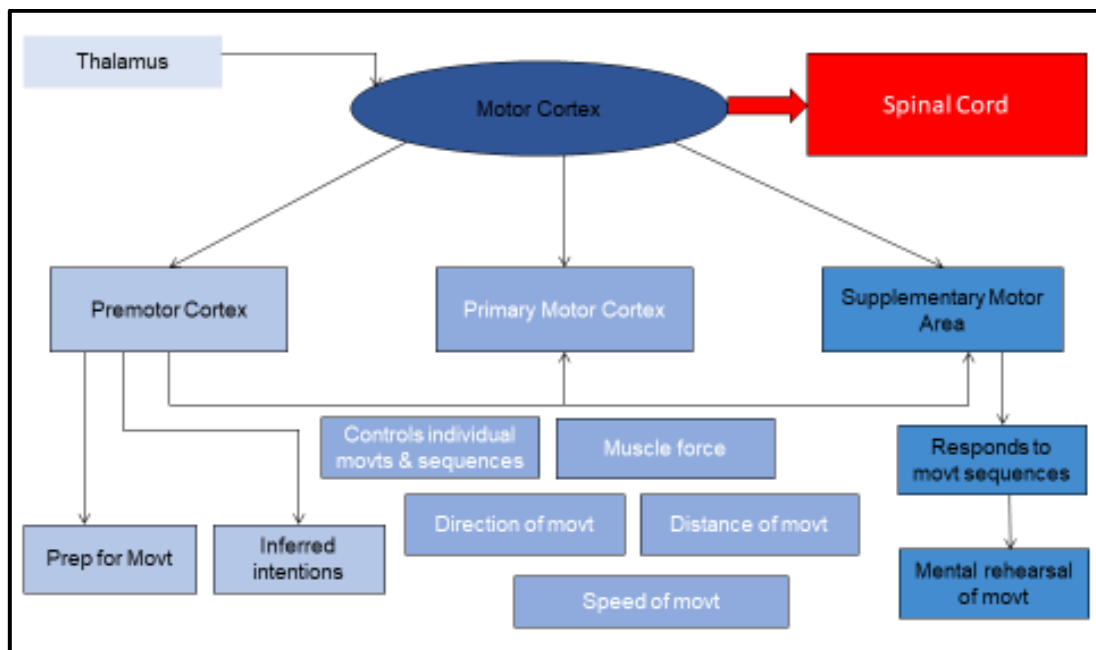 Thalamus
Motor Cortex
Spinal Cord
Premotor Cortex
Primary Motor Cortex
Supplementary Motor
Area
Controls individual
movts & sequences
Muscle force
Responds to
movt sequences
Direction of movt
Distance of movt
Prep for Movt
Inferred
intentions
Mental rehearsal
of movt
Speed of movt